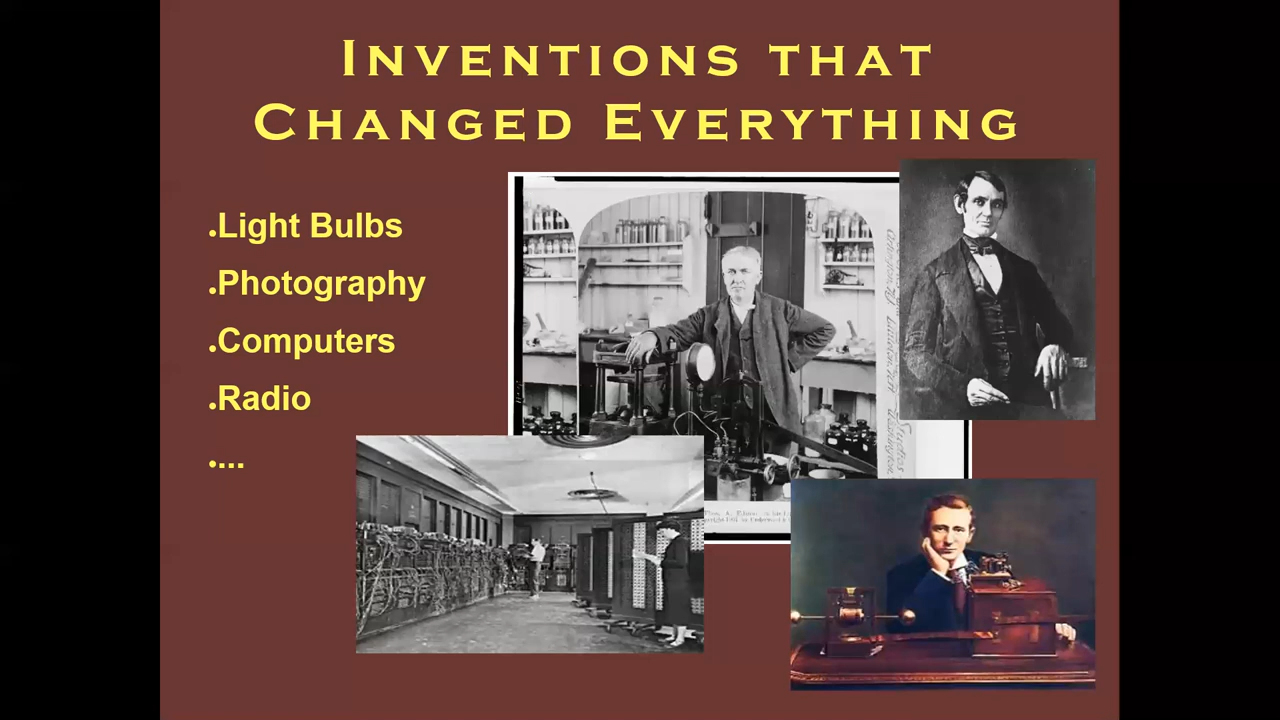 INVENTIONS THAT
CHANGED EVERYTHING
.Light Bulbs
.Photography
.Computers
.Radio
....